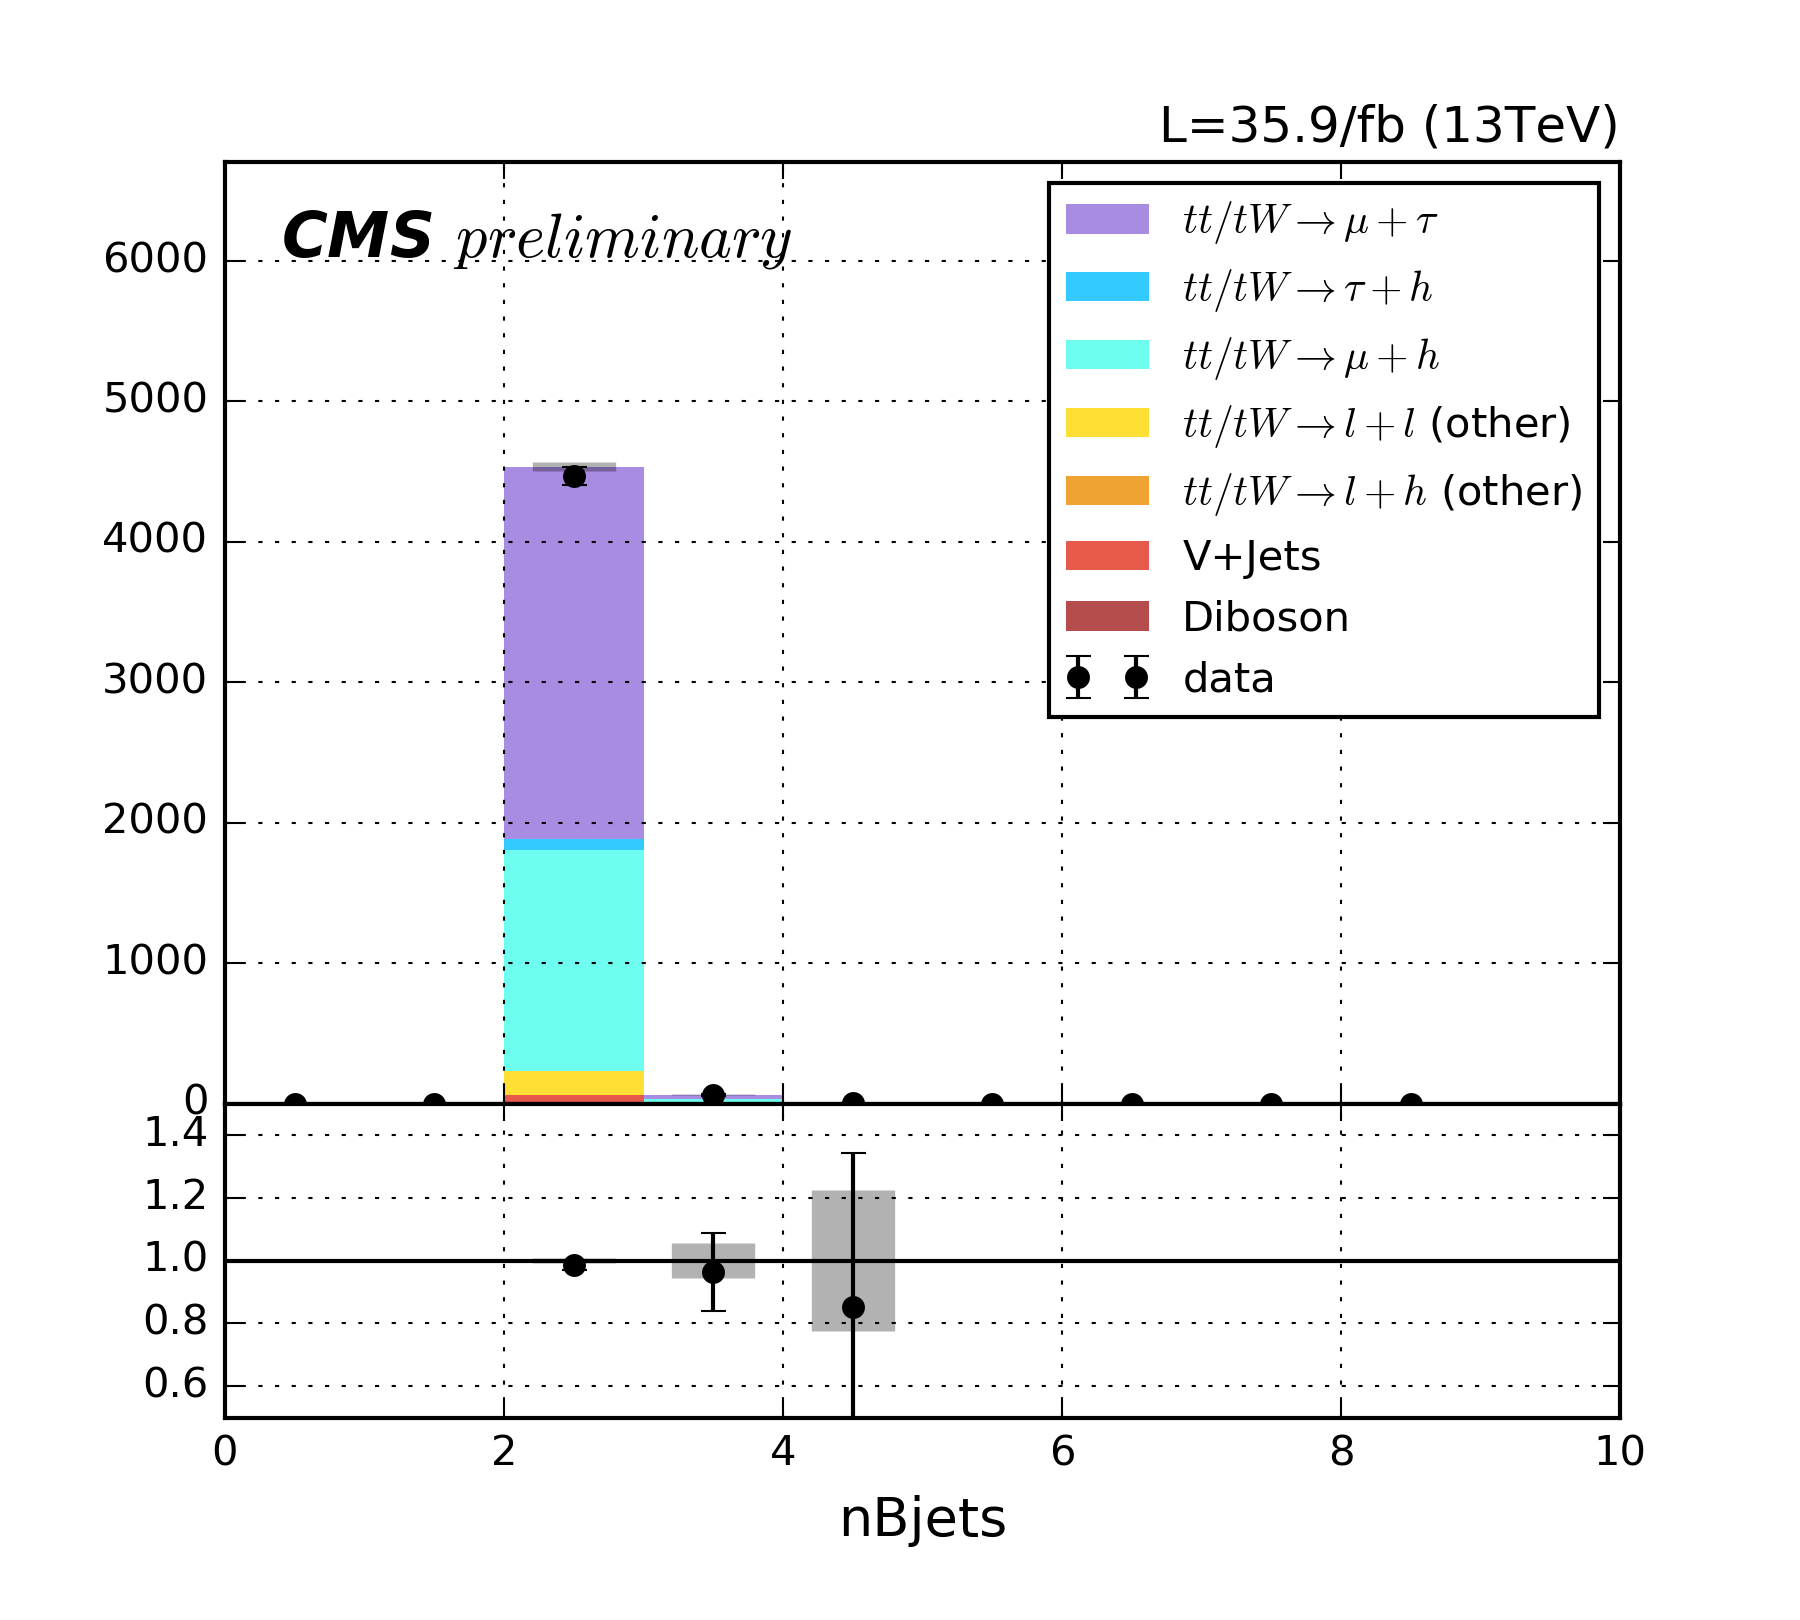 L=35.9/fb (13TeV)
CMS preliminary
tt/tW→μ+τ
tt/tW→τ+h
tt/tW→μ+h
tt/tW→l+l (other)
tt/tW→l+h (other)
V+Jets
Diboson
data
6000
5000
4000
3000
2000
1000
0
1.4
1.2
1.0
0.8
0.6
0 2 4 6 8 10
nBjets